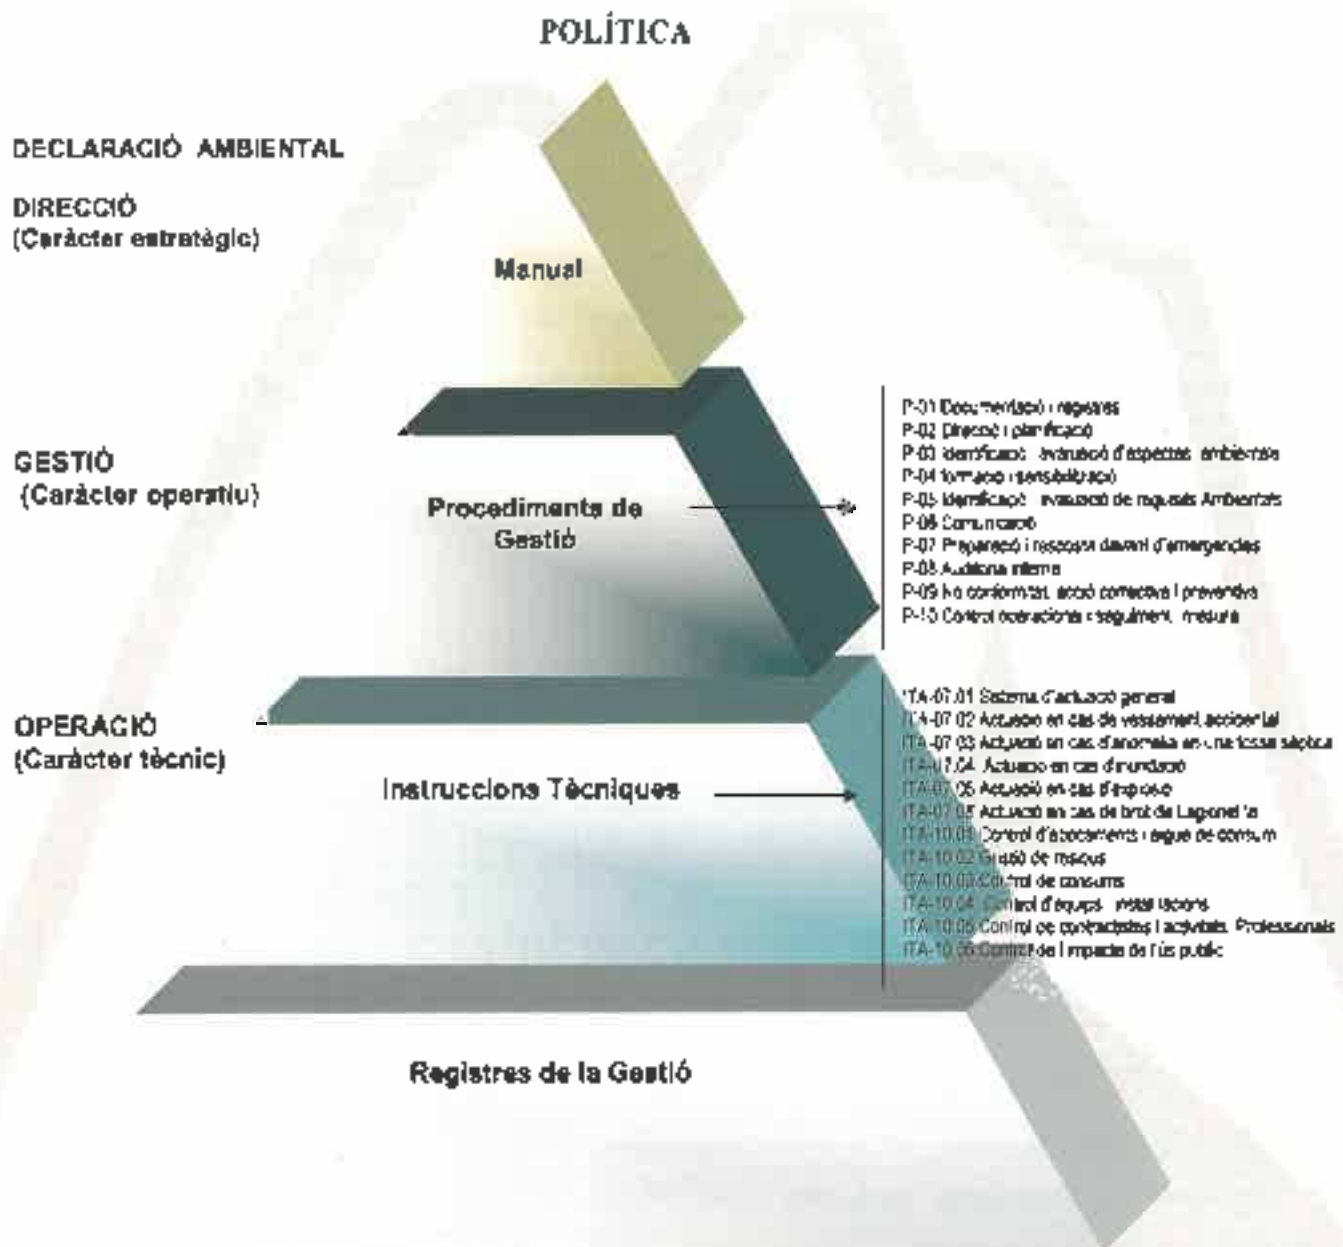 POLÍTICA
DECLARACIÓ AMBIENTAL
DIRECCIÓ
(Caràcter estratègic)
Manual
GESTIÓ
(Caràcter operatiu)
Procediments de
Gestió
P-01 Documentació i registres
P-02 Direcció i planificació
P-03 Identificació avaluació d'aspectes ambientals
P-04 formació i sensibilització
P-05 Identificació avaluació de requisits Ambientals
P-06 Comunicació
P-07 Preparació i resposta davant d'emergències
P-08 Auditoria interna
P-09 No conformitat, acció correctiva i preventiva
P-10 Control operacional i seguiment mesura
OPERACIÓ
(Caràcter tècnic)
Instruccions Tècniques
ITA-07.01 Sistema d'actuació general
ITA-07.02 Actuació en cas de vessament accidental
ITA-07.03 Actuació en cas d'anomalia en una fossa sèptica
ITA-07.04 Actuació en cas d'inundació
Actuació en cas d'explosió
Actuació en cas de brot de Legionel·la
ITA-10.01 Control d'abocaments i aigua de consum
ITA-10.02 Gestió de residus
ITA-10.03 Control de consums
ITA-10.04 Control d'equips instal·lacions
ITA-10.05 Control de contractistes i activitats Professionals
ITA-10.06 Control de l'impacte de l'ús públic
Registres de la Gestió